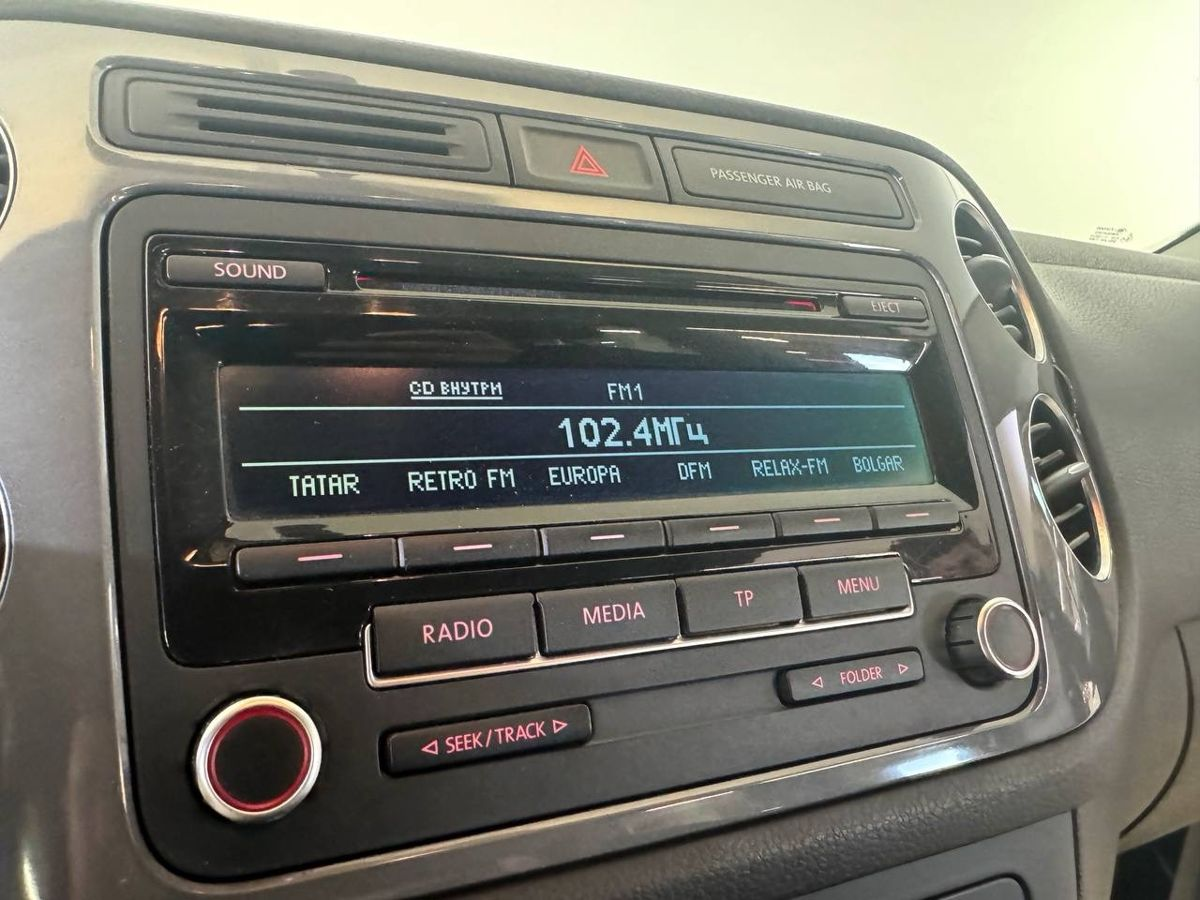 PASSENGER AIR BAG
SOUND
EJECT
CD ВНУТРИ FM1
102.4МГц
TATAR RETRO FM EUROPA DFM RELAX-FM BOLGAR
RADIO MEDIA TP MENU
FOLDER
SEEK/TRACK